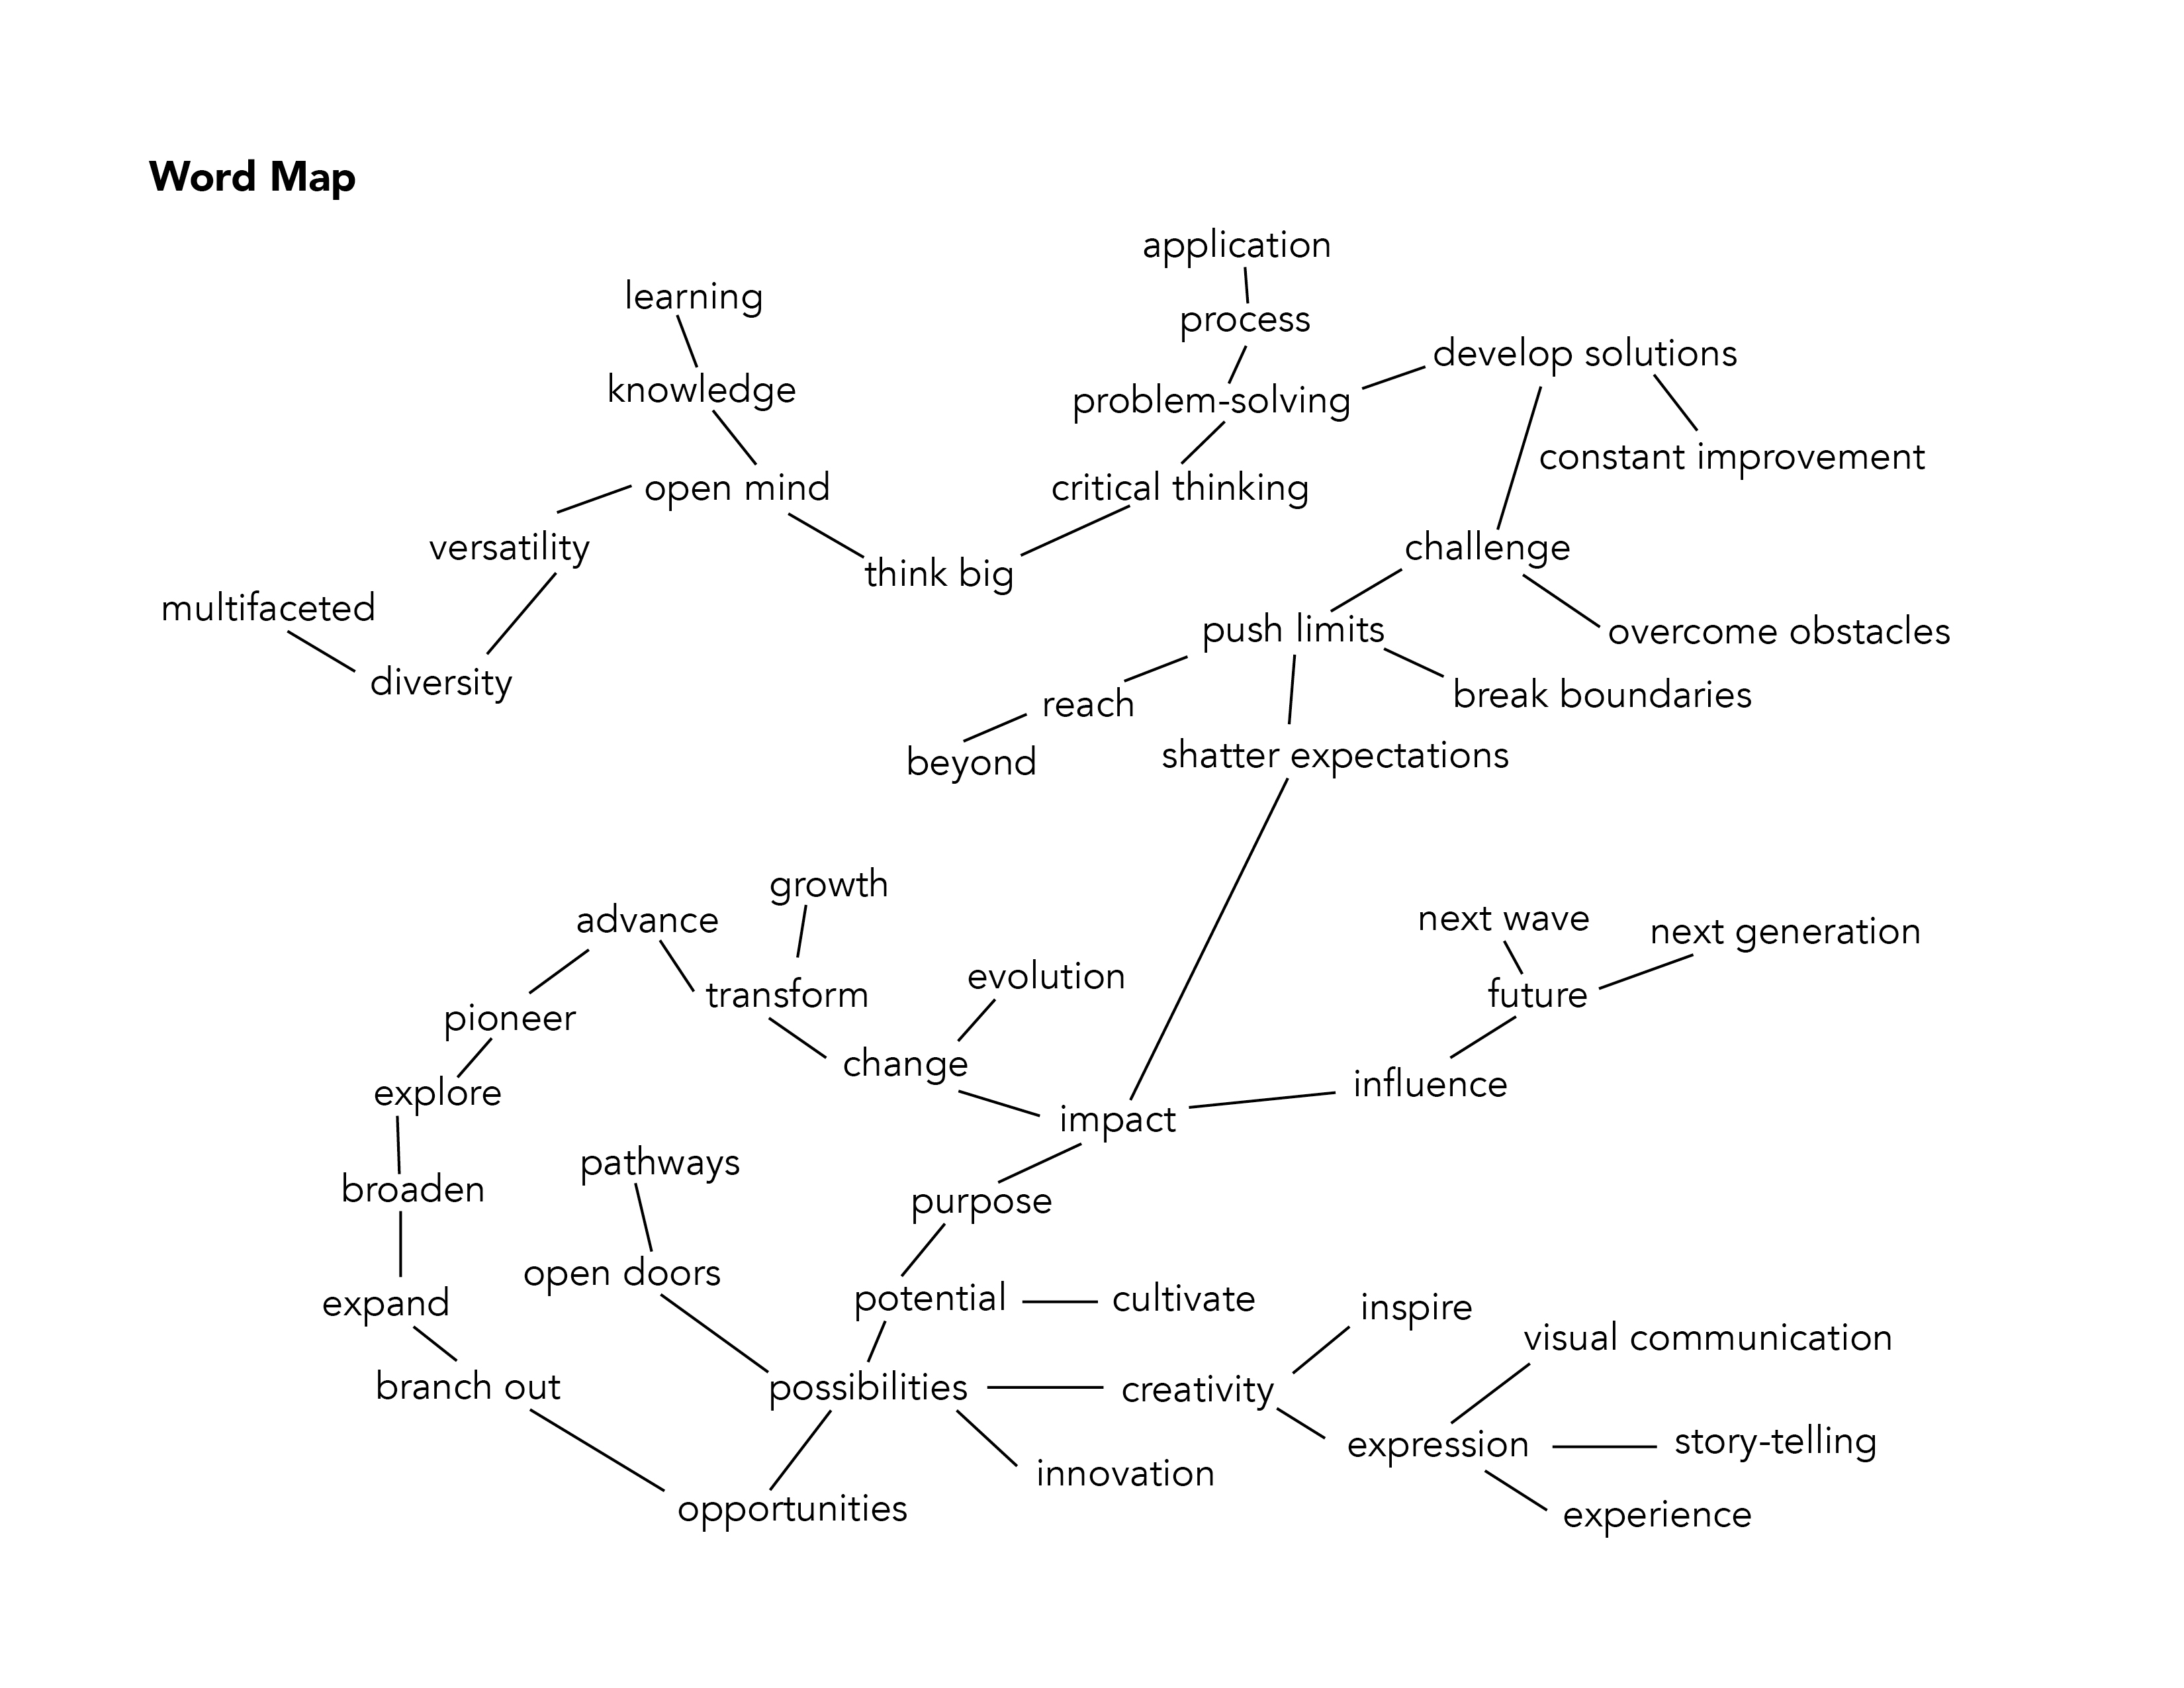 Word Map
application
learning
process
develop solutions
knowledge
problem-solving
constant improvement
open mind
critical thinking
versatility
challenge
think big
multifaceted
push limits
overcome obstacles
diversity
break boundaries
reach
shatter expectations
beyond
growth
advance
next wave
next generation
evolution
transform
future
pioneer
change
influence
explore
impact
pathways
broaden
purpose
open doors
potential
cultivate
expand
inspire
visual communication
branch out
possibilities
creativity
expression
story-telling
innovation
opportunities
experience